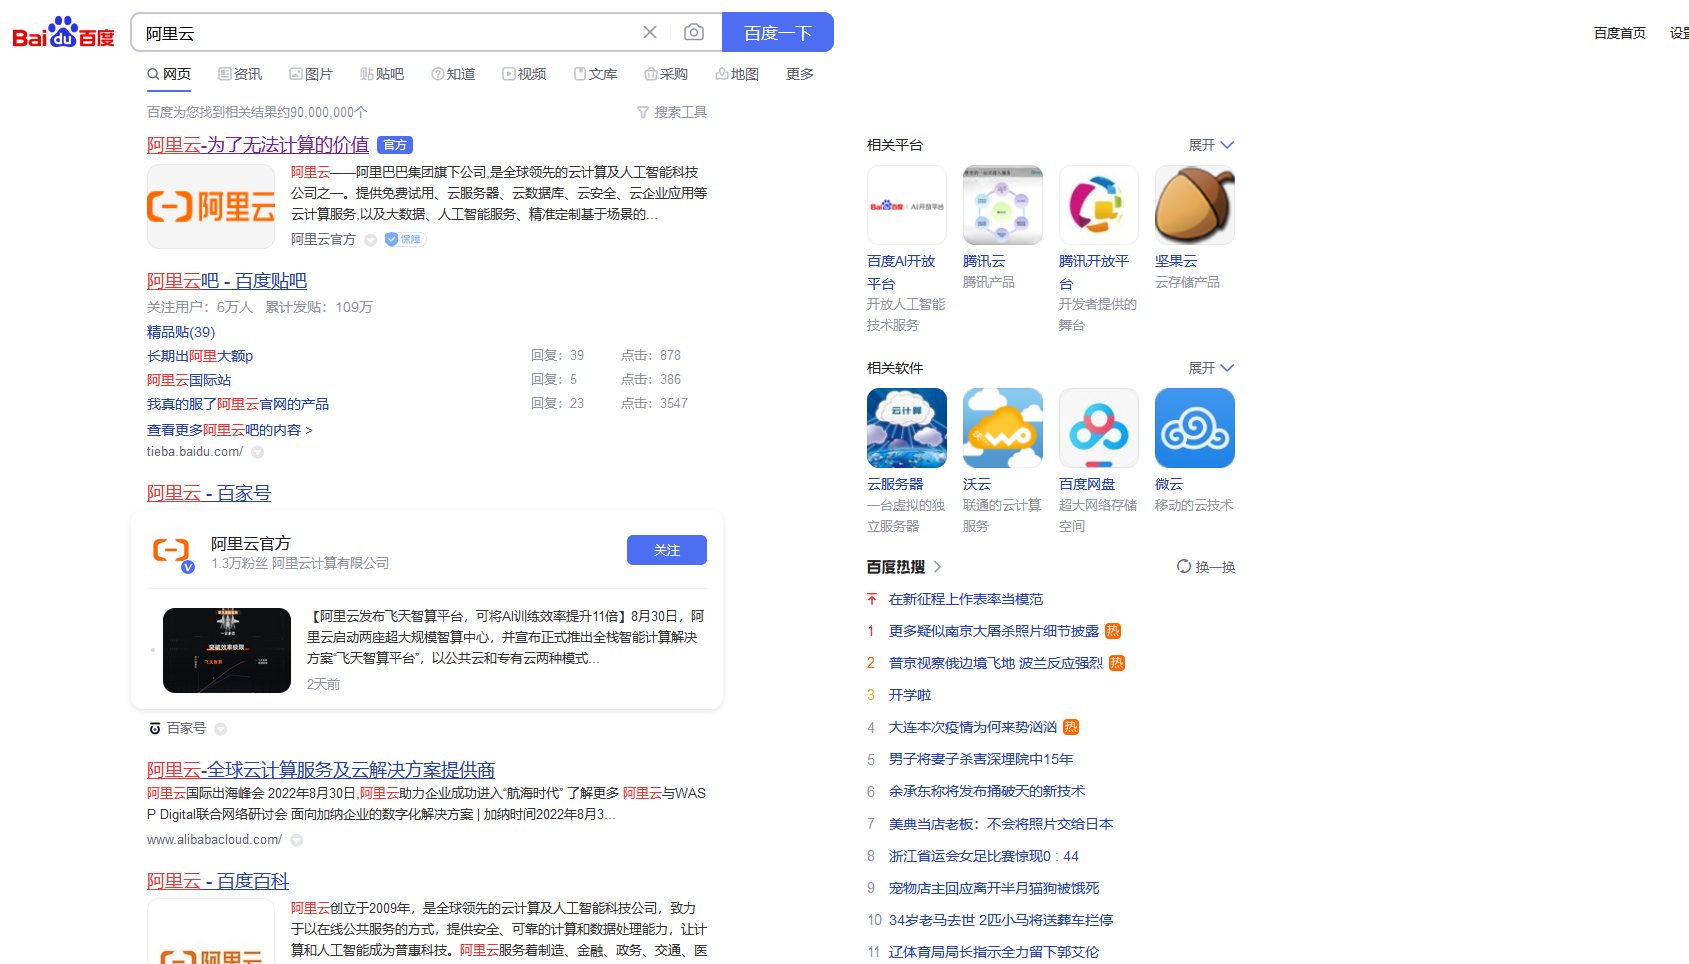 Bai du 百度
阿里云
百度一下
百度首页
设置
网页
资讯
图片
贴吧
知道
视频
文库
采购
地图
更多
百度为您找到相关结果约90,000,000个
搜索工具
阿里云-为了无法计算的价值 官方
阿里云
阿里云——阿里巴巴集团旗下公司,是全球领先的云计算及人工智能科技
公司之一。提供免费试用、云服务器、云数据库、云安全、云企业应用等
云计算服务,以及大数据、人工智能服务、精准定制基于场景的...
阿里云官方 保障
阿里云吧 - 百度贴吧
关注用户：6万人 累计发贴：109万
精品贴(39)
长期出阿里大额p 回复：39 点击：878
阿里云国际站 回复：5 点击：386
我真的服了阿里云官网的产品 回复：23 点击：3547
查看更多阿里云吧的内容 >
tieba.baidu.com/
阿里云 - 百家号
阿里云官方
1.3万粉丝 阿里云计算有限公司
关注
突破效率极限
飞天智算
【阿里云发布飞天智算平台，可将AI训练效率提升11倍】8月30日，阿
里云启动两座超大规模智算中心，并宣布正式推出全栈智能计算解决
方案“飞天智算平台”，以公共云和专有云两种模式...
2天前
百家号
阿里云-全球云计算服务及云解决方案提供商
阿里云国际出海峰会 2022年8月30日,阿里云助力企业成功进入“航海时代” 了解更多 阿里云与WAS
P Digital联合网络研讨会 面向加纳企业的数字化解决方案 | 加纳时间2022年8月3...
www.alibabacloud.com/
阿里云 - 百度百科
阿里云
阿里云创立于2009年，是全球领先的云计算及人工智能科技公司，致力
于以在线公共服务的方式，提供安全、可靠的计算和数据处理能力，让计
算和人工智能成为普惠科技。阿里云服务着制造、金融、政务、交通、医
相关平台
展开
Bai du 百度 | AI开放平台
百度AI开放
平台
开放人工智能
技术服务
腾讯云
腾讯产品
腾讯开放平
台
开发者提供的
舞台
坚果云
云存储产品
相关软件
展开
云计算
云服务器
一台虚拟的独
立服务器
WO
沃云
联通的云计算
服务
百度网盘
超大网络存储
空间
微云
移动的云技术
百度热搜
换一换
在新征程上作表率当模范
1 更多疑似南京大屠杀照片细节披露 热
2 普京视察俄边境飞地 波兰反应强烈 热
3 开学啦
4 大连本次疫情为何来势汹汹 热
5 男子将妻子杀害深埋院中15年
6 余承东称将发布捅破天的新技术
7 美典当店老板：不会将照片交给日本
8 浙江省运会女足比赛惊现0 : 44
9 宠物店主回应离开半月猫狗被饿死
10 34岁老马去世 2匹小马将送葬车拦停
11 辽体育局局长指示全力留下郭艾伦